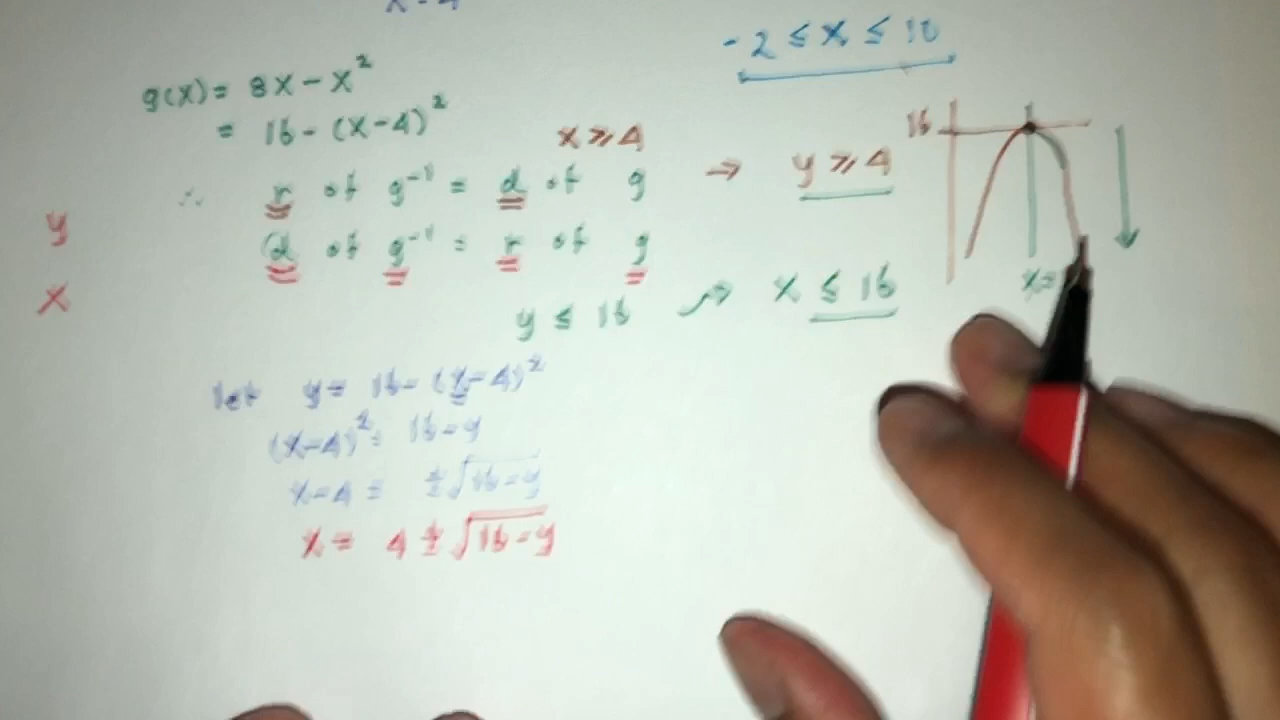 -2 ≤ x ≤ 10
g(x) = 8x - x²
= 16 - (x-4)²
x ≥ 4
16
∴ r of g⁻¹ = d of g → y ≥ 4
y
d of g⁻¹ = r of g
x
y ≤ 16 → x ≤ 16
x=
let y = 16 - (x-4)²
(x-4)² = 16-y
x-4 = ±√16-y
x = 4 ± √16-y